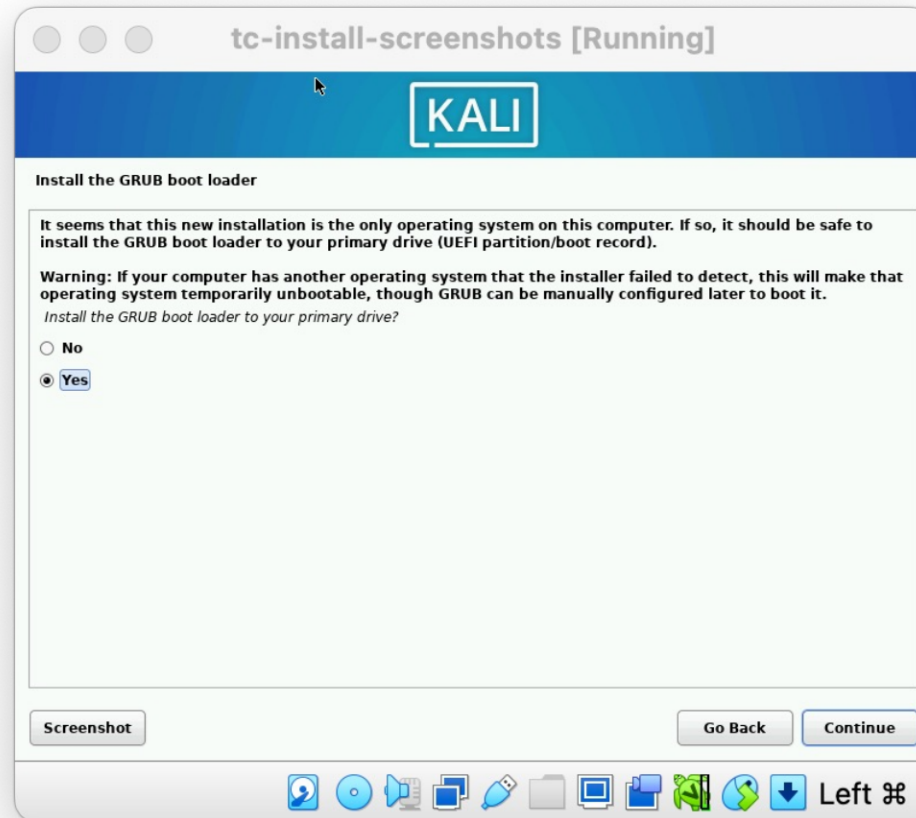 tc-install-screenshots [Running]
KALI
Install the GRUB boot loader
It seems that this new installation is the only operating system on this computer. If so, it should be safe to
install the GRUB boot loader to your primary drive (UEFI partition/boot record).
Warning: If your computer has another operating system that the installer failed to detect, this will make that
operating system temporarily unbootable, though GRUB can be manually configured later to boot it.
Install the GRUB boot loader to your primary drive?
No
Yes
Screenshot Go Back Continue
Left ⌘